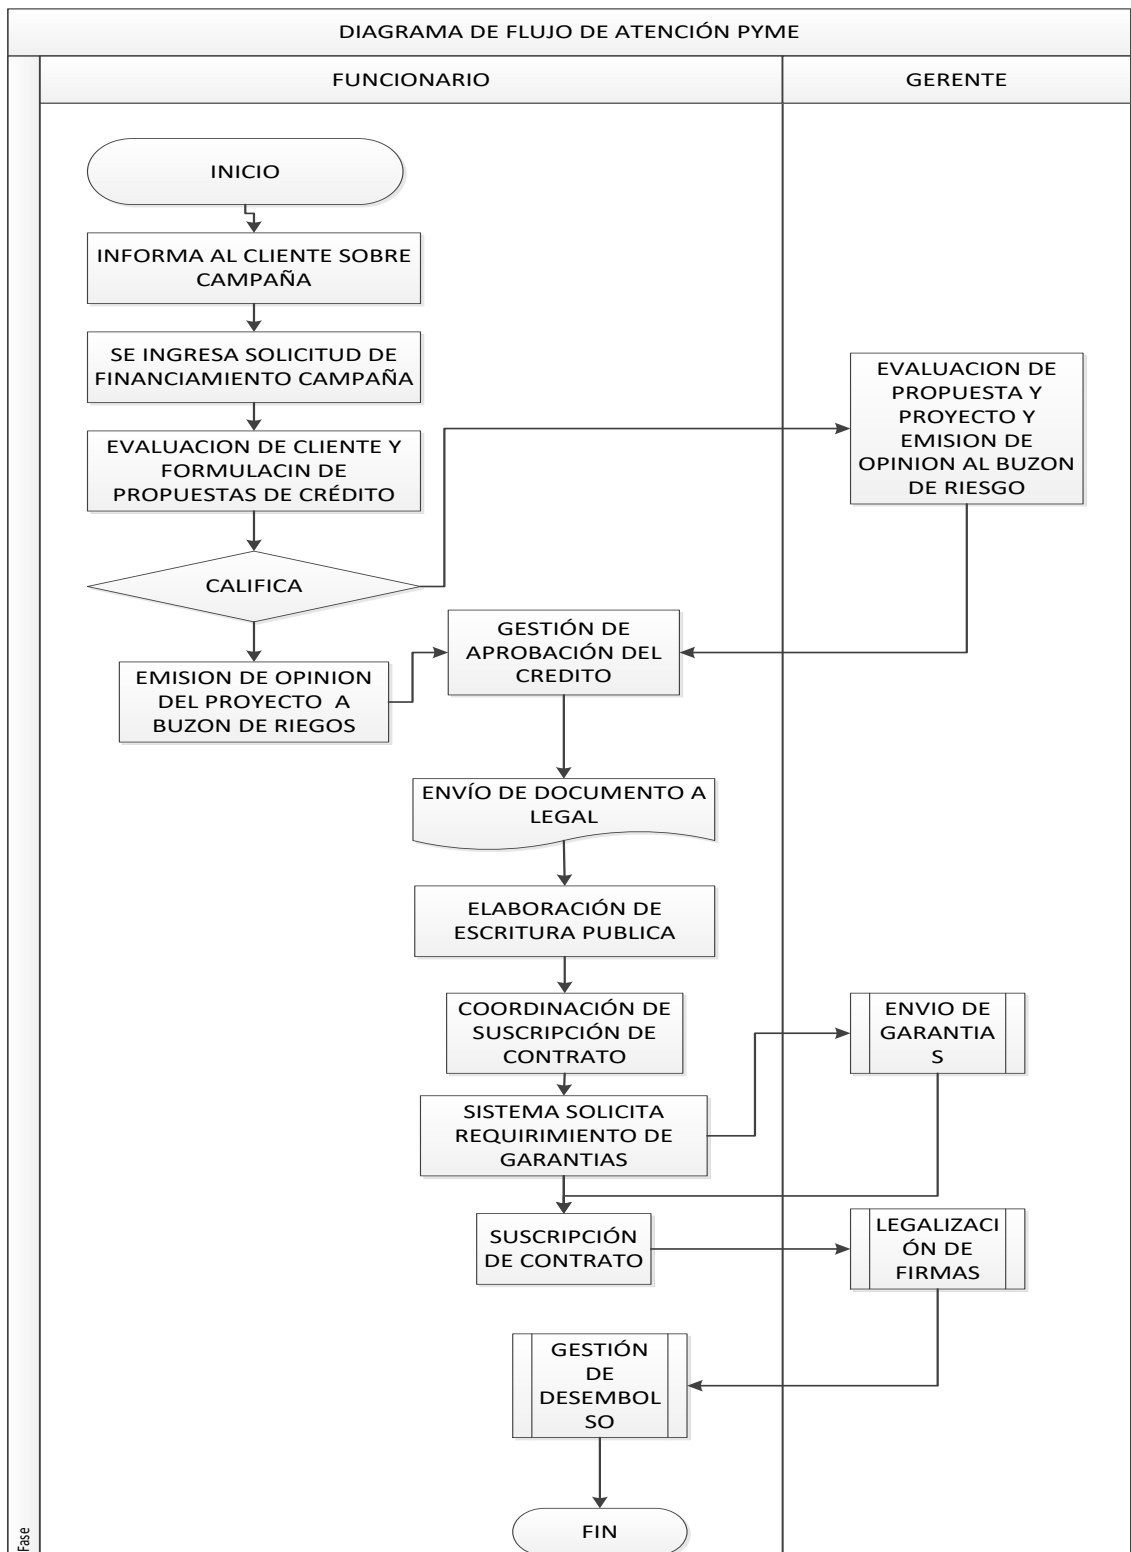 DIAGRAMA DE FLUJO DE ATENCIÓN PYME
FUNCIONARIO
GERENTE
INICIO
INFORMA AL CLIENTE SOBRE
CAMPAÑA
SE INGRESA SOLICITUD DE
FINANCIAMIENTO CAMPAÑA
EVALUACION DE CLIENTE Y
FORMULACIN DE
PROPUESTAS DE CRÉDITO
EVALUACION DE
PROPUESTA Y
PROYECTO Y
EMISION DE
OPINION AL BUZON
DE RIESGO
CALIFICA
EMISION DE OPINION
DEL PROYECTO A
BUZON DE RIEGOS
GESTIÓN DE
APROBACIÓN DEL
CREDITO
ENVÍO DE DOCUMENTO A
LEGAL
ELABORACIÓN DE
ESCRITURA PUBLICA
COORDINACIÓN DE
SUSCRIPCIÓN DE
CONTRATO
ENVIO DE
GARANTIA
S
SISTEMA SOLICITA
REQUIRIMIENTO DE
GARANTIAS
SUSCRIPCIÓN
DE CONTRATO
LEGALIZACI
ÓN DE
FIRMAS
GESTIÓN
DE
DESEMBOL
SO
FIN
Fase